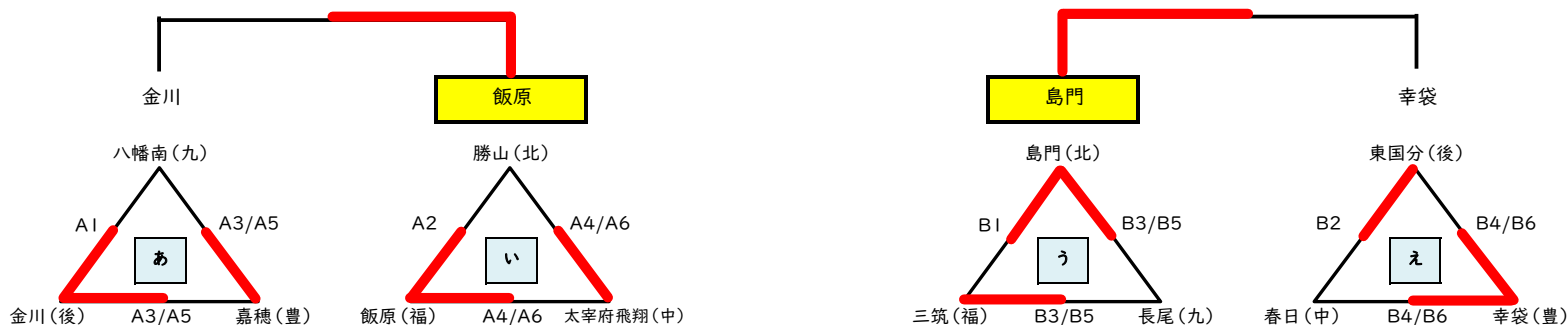 金川
飯原
島門
幸袋
八幡南(九)
勝山(北)
島門(北)
東国分(後)
A1
A3/A5
A2
A4/A6
B1
B3/B5
B2
B4/B6
あ
い
う
え
金川(後)
A3/A5
嘉穂(豊)
飯原(福)
A4/A6
太宰府飛翔(中)
三筑(福)
B3/B5
長尾(九)
春日(中)
B4/B6
幸袋(豊)